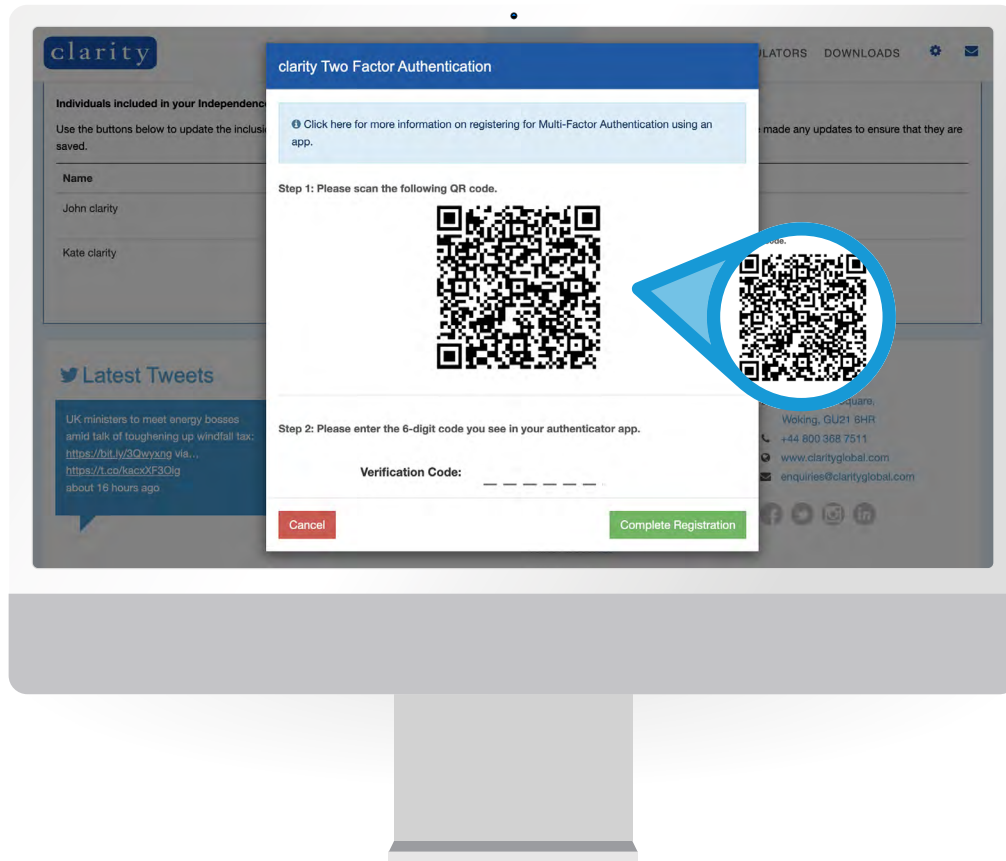 clarity
ULATORS DOWNLOADS
clarity Two Factor Authentication
Individuals included in your Independenc
Use the buttons below to update the inclusi
made any updates to ensure that they are
saved.
Click here for more information on registering for Multi-Factor Authentication using an
app.
Name
John clarity
Kate clarity
Step 1: Please scan the following QR code.
ode.
Latest Tweets
UK ministers to meet energy bosses
amid talk of toughening up windfall tax:
https://bit.ly/3Qwyxng via…
https://t.co/kacxXF3OIg
about 16 hours ago
Step 2: Please enter the 6-digit code you see in your authenticator app.
Verification Code:
Cancel
Complete Registration
quare,
Woking, GU21 6HR
+44 800 368 7511
www.clarityglobal.com
enquiries@clarityglobal.com